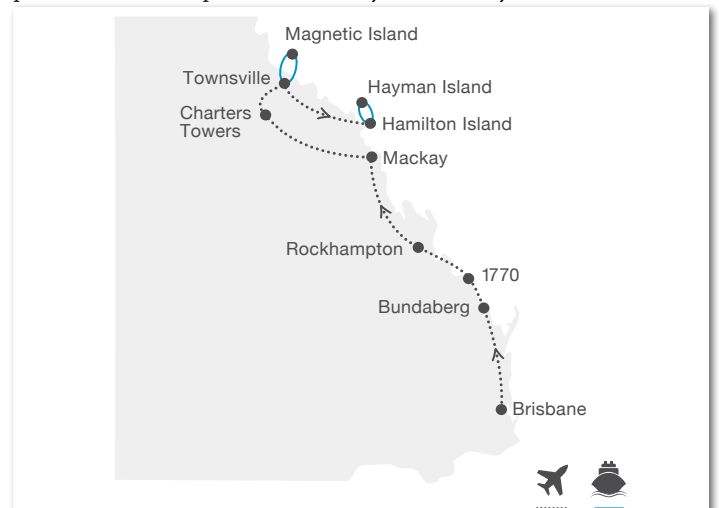 Magnetic Island
Townsville
Hayman Island
Charters
Towers
Hamilton Island
Mackay
Rockhampton
1770
Bundaberg
Brisbane